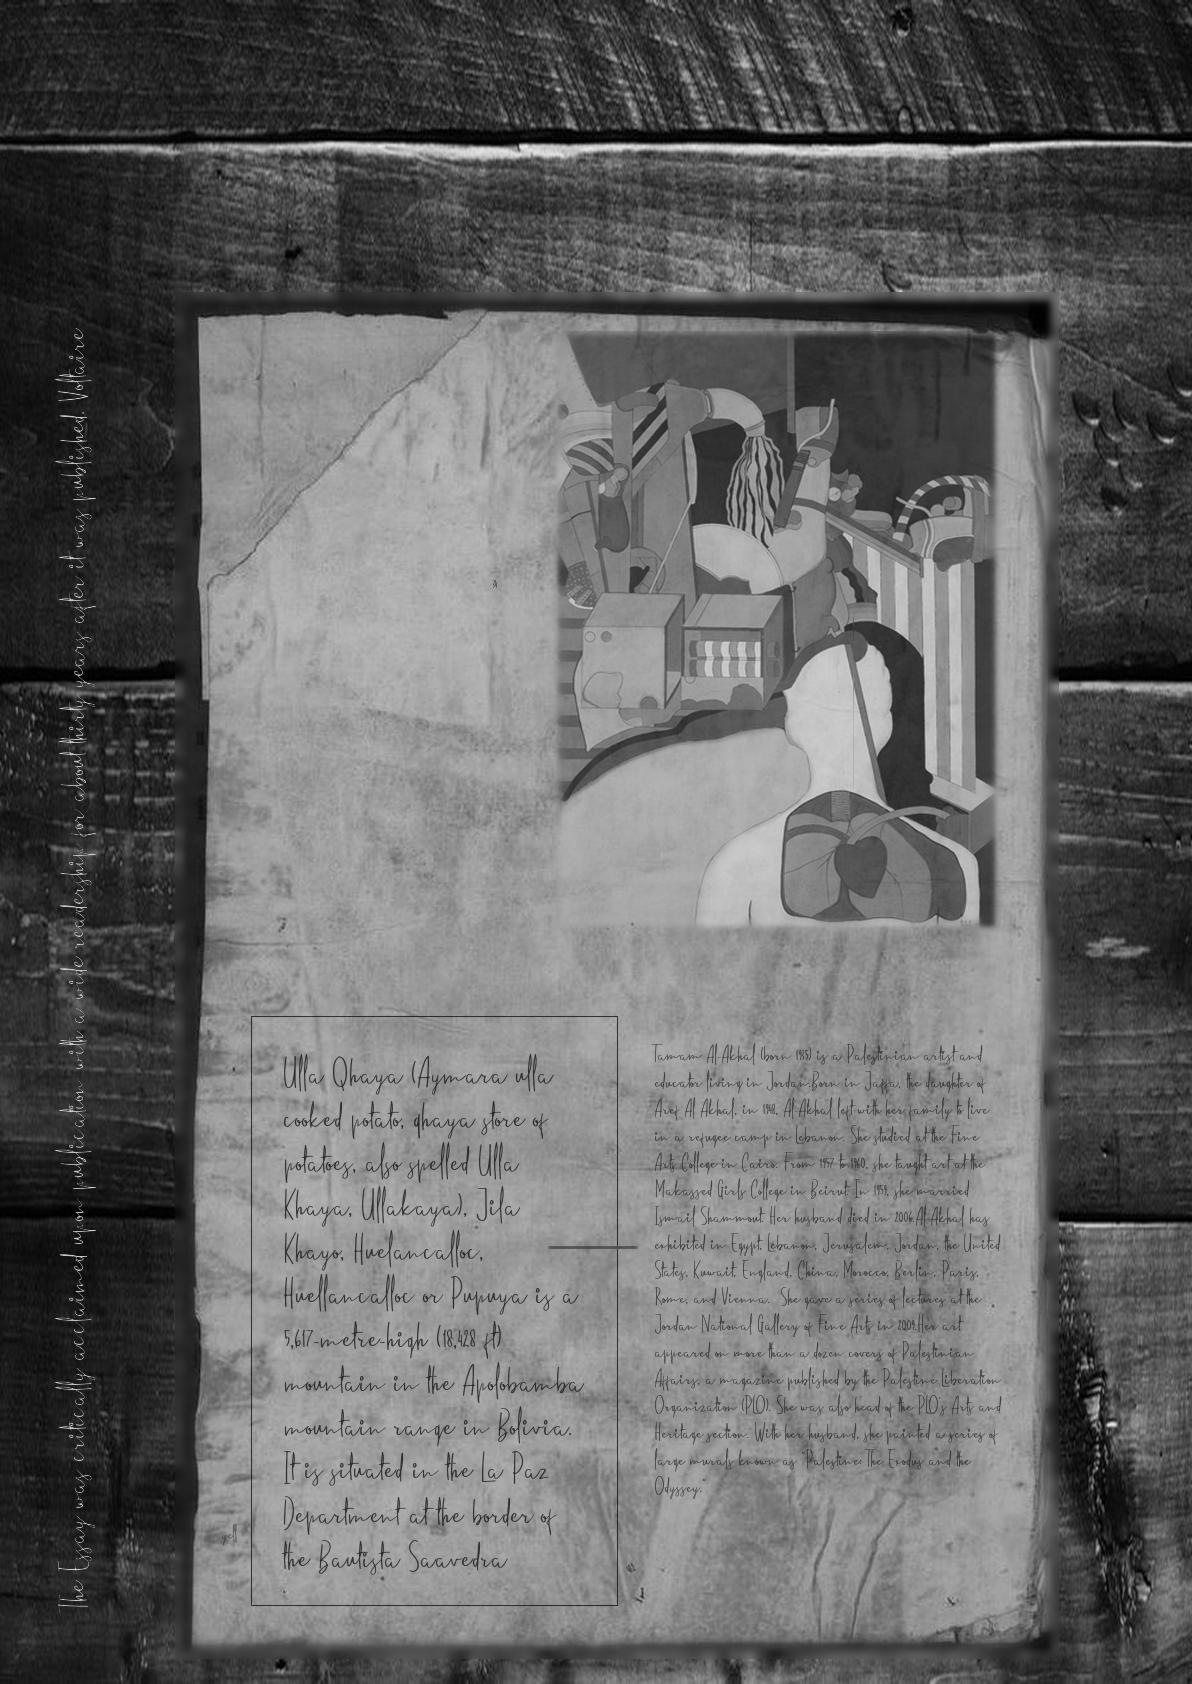 The Essay was critically acclaimed upon publication with a wide readership for about thirty years after it was published. Voltaire
Ulla Qhaya (Aymara ulla
cooked potato, qhaya store of
potatoes, also spelled Ulla
Khaya, Ullakaya), Jila
Khayo, Huelancalloc,
Huellancalloc or Pupuya is a
5,617-metre-high (18,428 ft)
mountain in the Apolobamba
mountain range in Bolivia.
It is situated in the La Paz
Department at the border of
the Bautista Saavedra
Tamam Al-Akhal (born 1935) is a Palestinian artist and
educator living in Jordan.Born in Jaffa, the daughter of
Aref Al Akhal, in 1948, Al-Akhal left with her family to live
in a refugee camp in Lebanon. She studied at the Fine
Arts College in Cairo. From 1957 to 1960, she taught art at the
Makassed Girls College in Beirut. In 1959, she married
Ismail Shammout. Her husband died in 2006.Al-Akhal has
exhibited in Egypt, Lebanon, Jerusalem, Jordan, the United
States, Kuwait, England, China, Morocco, Berlin, Paris,
Rome, and Vienna. She gave a series of lectures at the
Jordan National Gallery of Fine Arts in 2009.Her art
appeared on more than a dozen covers of Palestinian
Affairs, a magazine published by the Palestine Liberation
Organization (PLO). She was also head of the PLO's Arts and
Heritage section. With her husband, she painted a series of
large murals known as "Palestine: The Exodus and the
Odyssey."